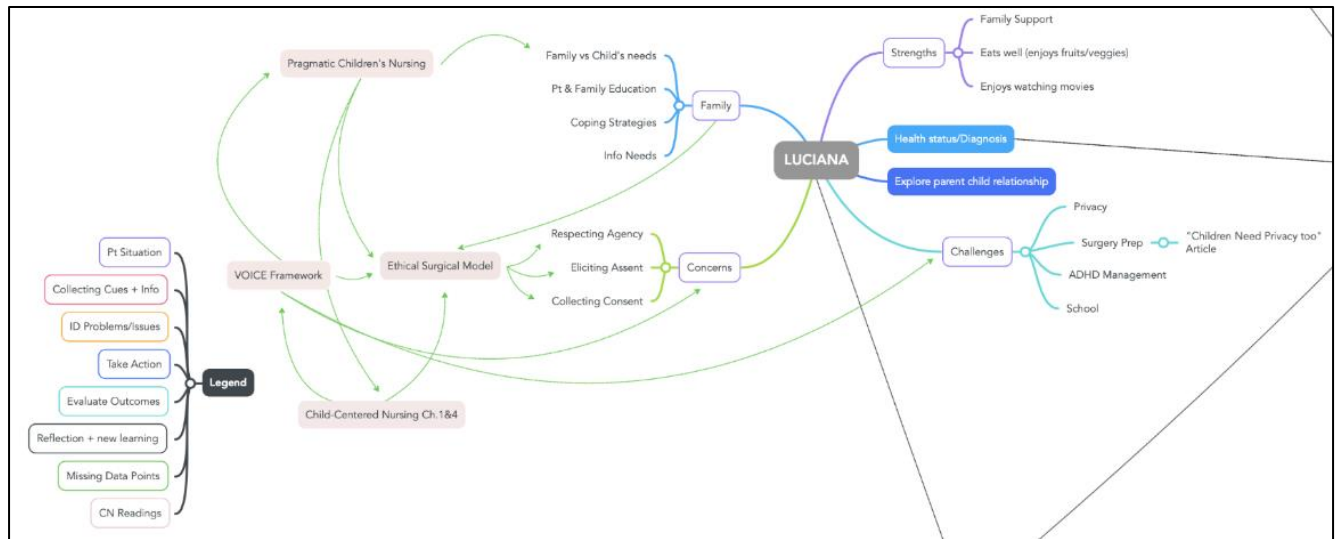 Pragmatic Children's Nursing
VOICE Framework
Ethical Surgical Model
Child-Centered Nursing Ch.1&4
Family vs Child's needs
Pt & Family Education
Coping Strategies
Info Needs
Family
Respecting Agency
Eliciting Assent
Collecting Consent
Concerns
LUCIANA
Strengths
Family Support
Eats well (enjoys fruits/veggies)
Enjoys watching movies
Health status/Diagnosis
Explore parent child relationship
Challenges
Privacy
Surgery Prep
"Children Need Privacy too"
Article
ADHD Management
School
Pt Situation
Collecting Cues + Info
ID Problems/Issues
Take Action
Evaluate Outcomes
Reflection + new learning
Missing Data Points
CN Readings
Legend